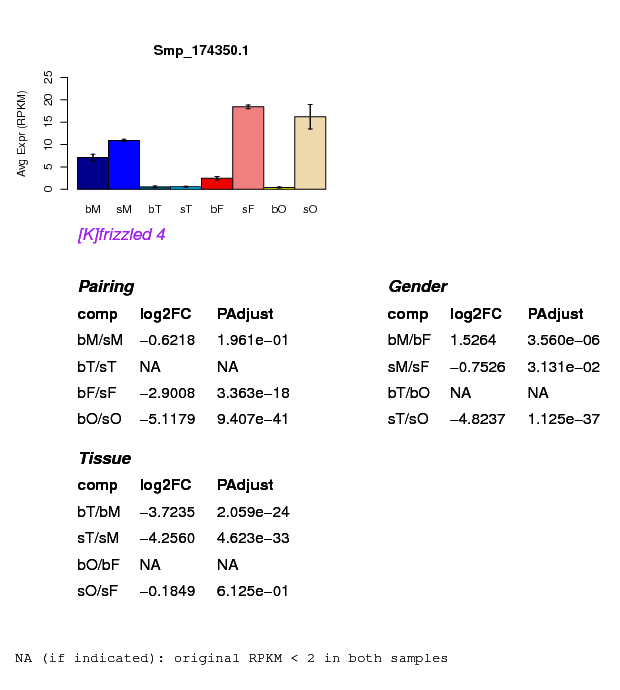 Smp_174350.1
Avg Expr (RPKM)
0 5 10 15 20 25
bM sM bT sT bF sF bO sO
[K]frizzled 4
Pairing
comp log2FC PAdjust
bM/sM −0.6218 1.961e−01
bT/sT NA NA
bF/sF −2.9008 3.363e−18
bO/sO −5.1179 9.407e−41
Gender
comp log2FC PAdjust
bM/bF 1.5264 3.560e−06
sM/sF −0.7526 3.131e−02
bT/bO NA NA
sT/sO −4.8237 1.125e−37
Tissue
comp log2FC PAdjust
bT/bM −3.7235 2.059e−24
sT/sM −4.2560 4.623e−33
bO/bF NA NA
sO/sF −0.1849 6.125e−01
NA (if indicated): original RPKM < 2 in both samples